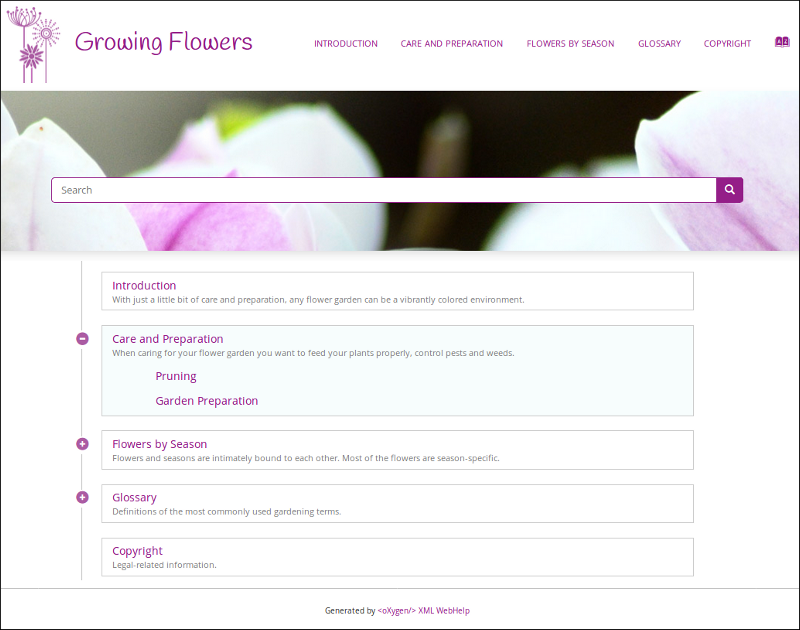 Growing Flowers
INTRODUCTION CARE AND PREPARATION FLOWERS BY SEASON GLOSSARY COPYRIGHT
Search
Introduction
With just a little bit of care and preparation, any flower garden can be a vibrantly colored environment.
Care and Preparation
When caring for your flower garden you want to feed your plants properly, control pests and weeds.
Pruning
Garden Preparation
Flowers by Season
Flowers and seasons are intimately bound to each other. Most of the flowers are season-specific.
Glossary
Definitions of the most commonly used gardening terms.
Copyright
Legal-related information.
Generated by <oXygen/> XML WebHelp